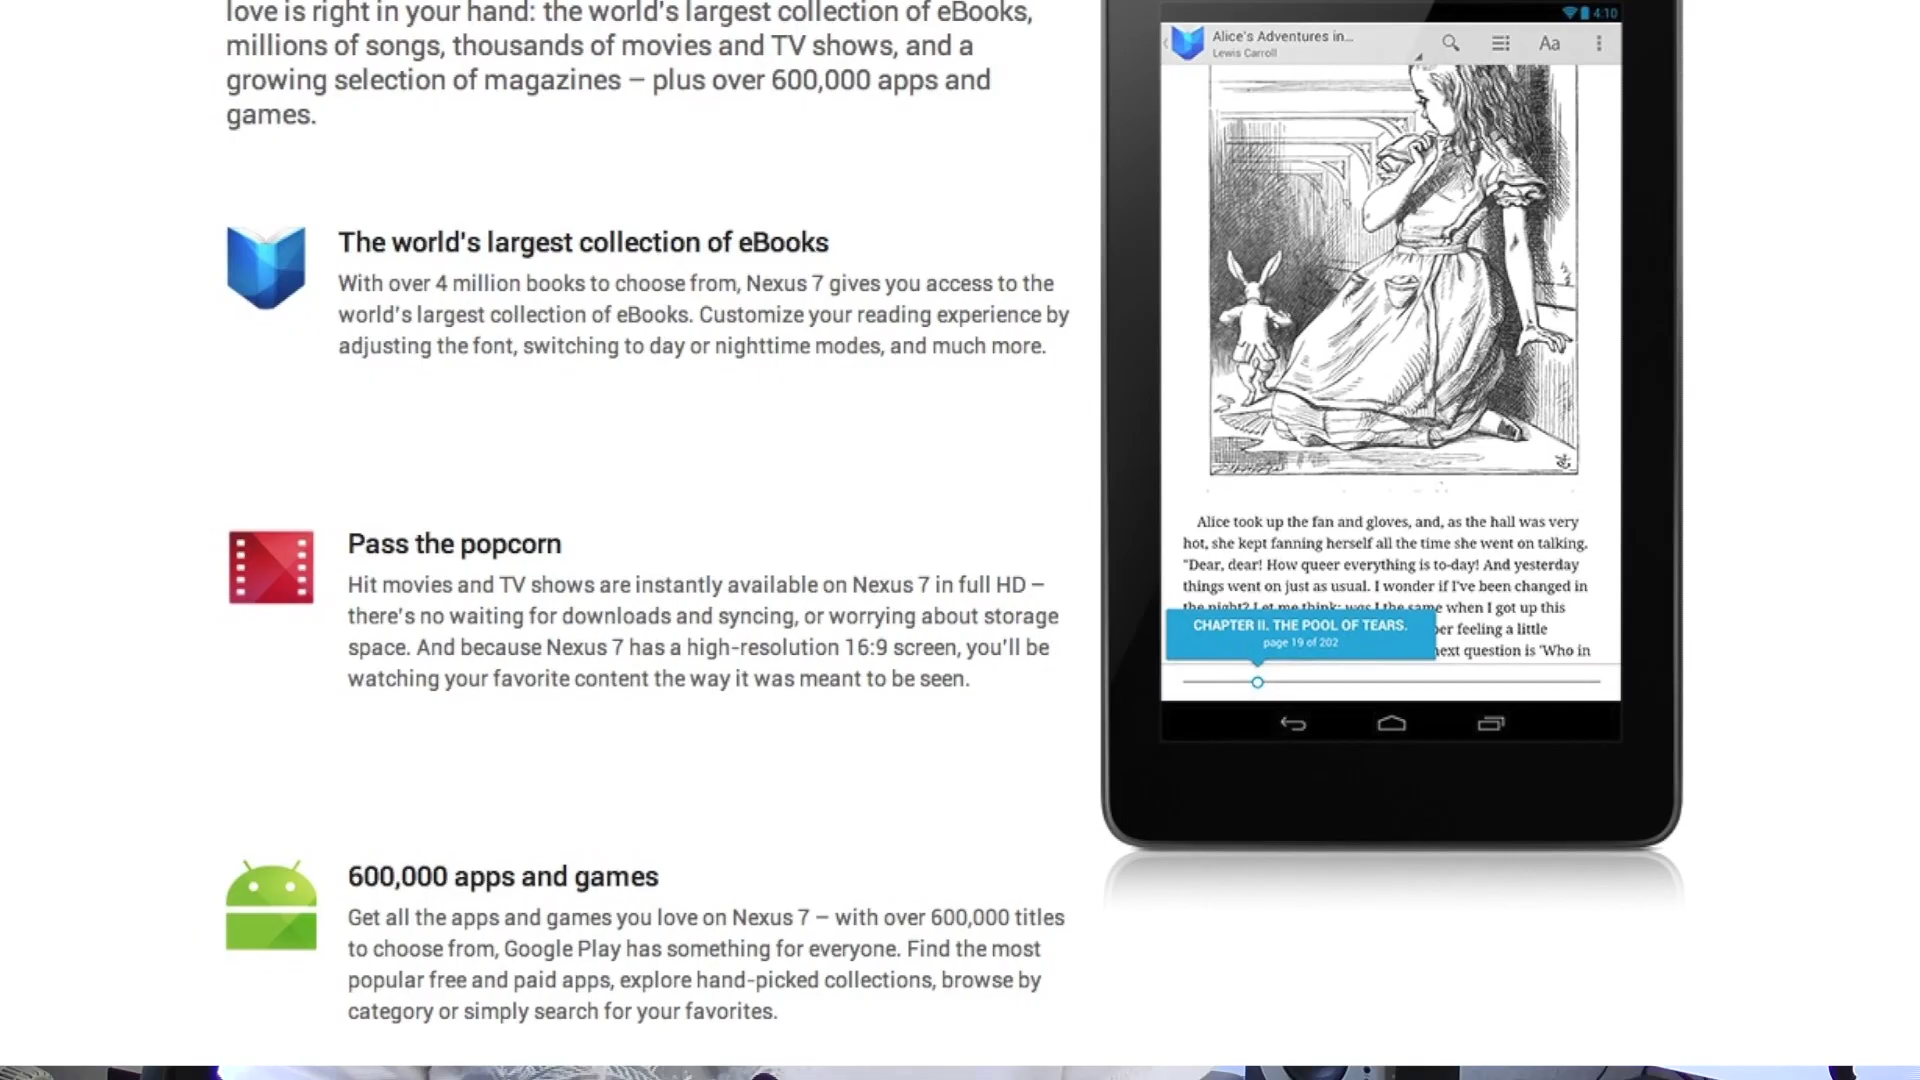 love is right in your hand: the world's largest collection of eBooks,
millions of songs, thousands of movies and TV shows, and a
growing selection of magazines – plus over 600,000 apps and
games.
The world's largest collection of eBooks
With over 4 million books to choose from, Nexus 7 gives you access to the
world's largest collection of eBooks. Customize your reading experience by
adjusting the font, switching to day or nighttime modes, and much more.
Pass the popcorn
Hit movies and TV shows are instantly available on Nexus 7 in full HD –
there's no waiting for downloads and syncing, or worrying about storage
space. And because Nexus 7 has a high-resolution 16:9 screen, you'll be
watching your favorite content the way it was meant to be seen.
600,000 apps and games
Get all the apps and games you love on Nexus 7 – with over 600,000 titles
to choose from, Google Play has something for everyone. Find the most
popular free and paid apps, explore hand-picked collections, browse by
category or simply search for your favorites.
4:10
Alice's Adventures in...
Lewis Carroll
Aa
Alice took up the fan and gloves, and, as the hall was very
hot, she kept fanning herself all the time she went on talking.
"Dear, dear! How queer everything is to-day! And yesterday
things went on just as usual. I wonder if I've been changed in
the night? Let me think: was I the same when I got up this
er feeling a little
next question is 'Who in
CHAPTER II. THE POOL OF TEARS.
page 19 of 202